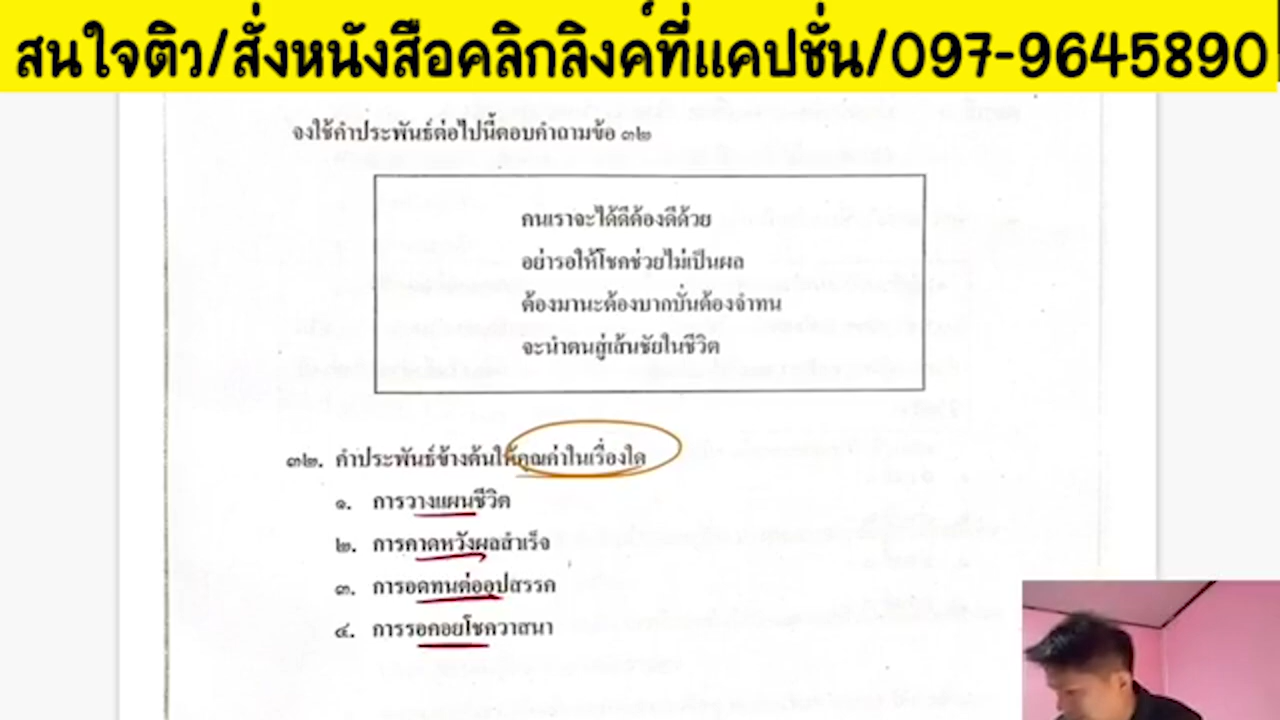 สนใจติว/สั่งหนังสือคลิกลิงค์ที่แคปชั่น/097-9645890
จงใช้คำประพันธ์ต่อไปนี้ตอบคำถามข้อ ๓๒
คนเราจะได้ดีต้องดีด้วย
อย่ารอให้โชคช่วยไม่เป็นผล
ต้องมานะต้องบากบั่นต้องจำทน
จะนำตนสู่เส้นชัยในชีวิต
๓๒. คำประพันธ์ข้างต้นให้คุณค่าในเรื่องใด
๑. การวางแผนชีวิต
๒. การคาดหวังผลสำเร็จ
๓. การอดทนต่ออุปสรรค
๔. การรอคอยโชควาสนา